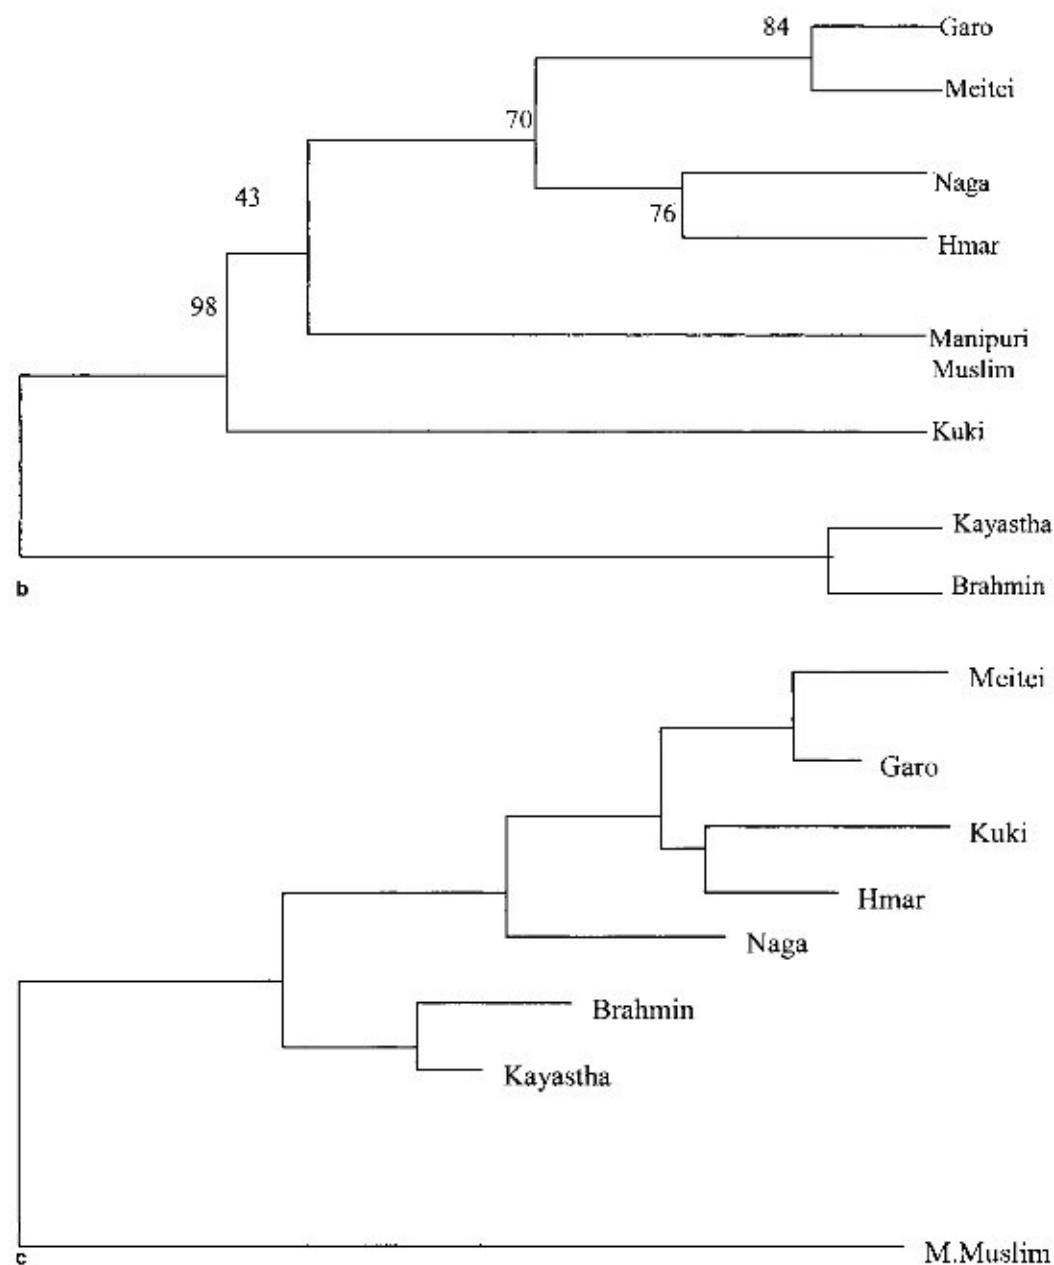 84
Garo
Meitei
70
Naga
43
76
Hmar
98
Manipuri
Muslim
Kuki
Kayastha
b
Brahmin
Meitei
Garo
Kuki
Hmar
Naga
Brahmin
Kayastha
c
M.Muslim